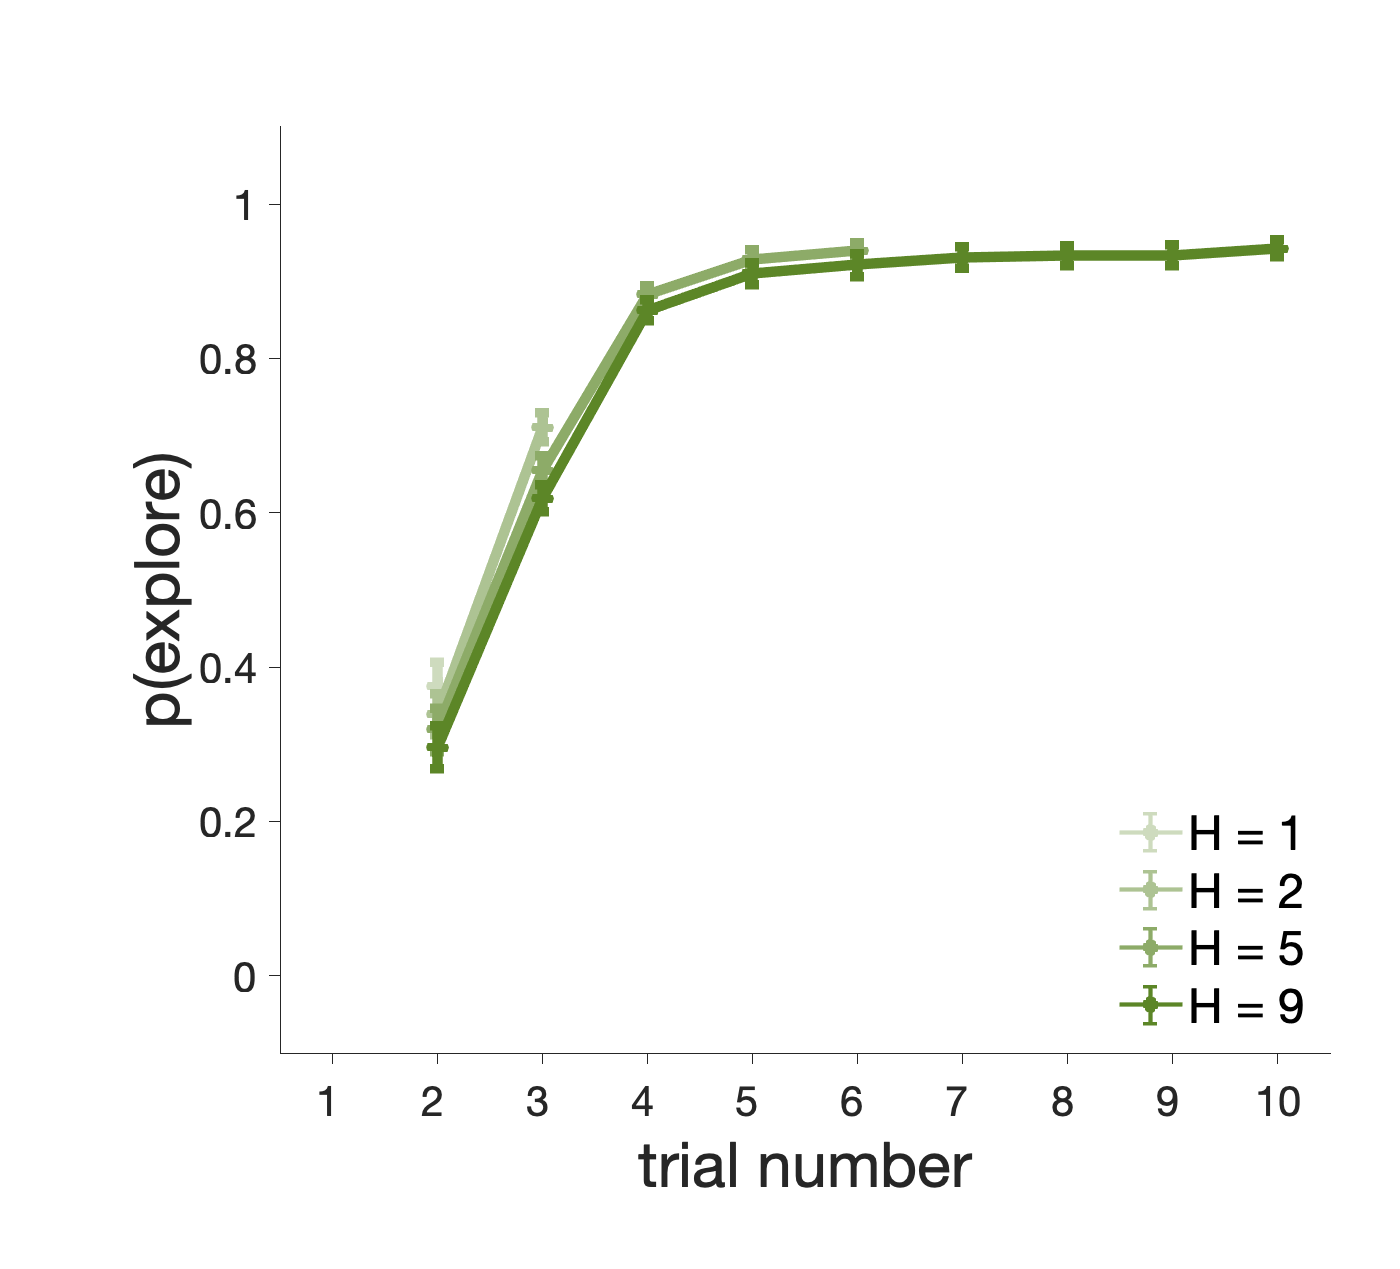 p(explore)
1
0.8
0.6
0.4
0.2
0
1 2 3 4 5 6 7 8 9 10
trial number
H = 1
H = 2
H = 5
H = 9